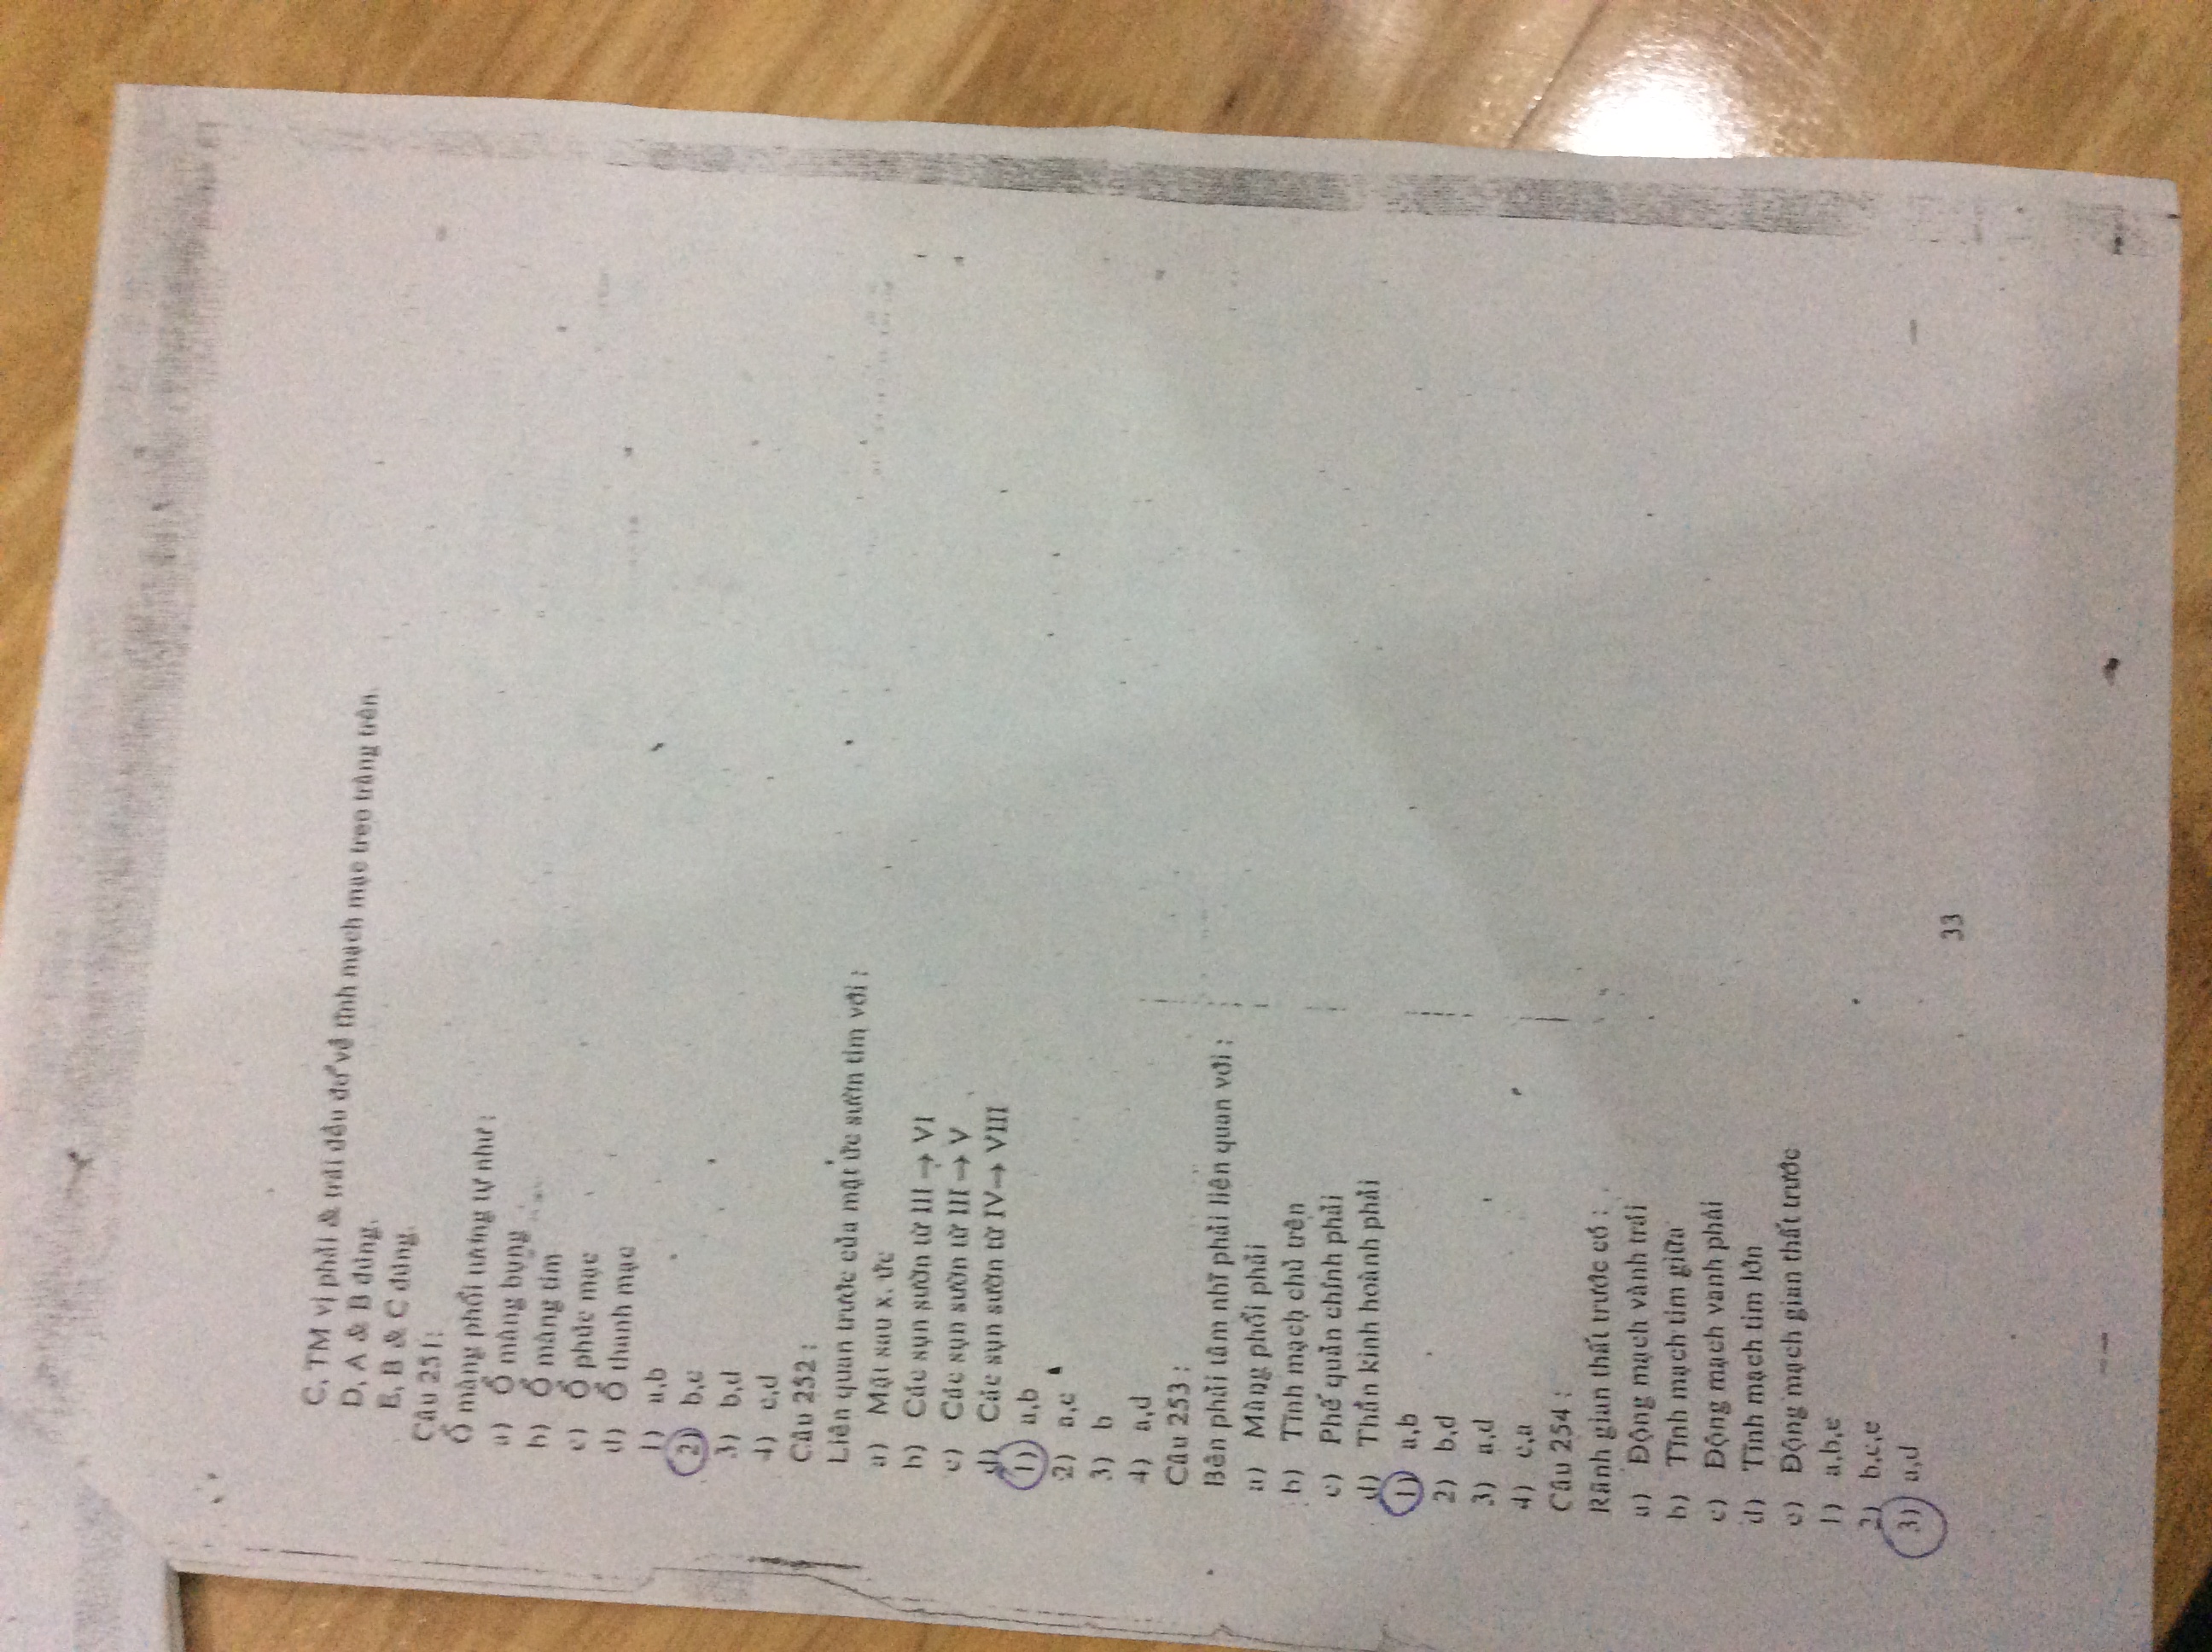 C, TM vị phải & trái đều đổ về tĩnh mạch mạc treo tràng trên.
D, A & B đúng.
E, B & C đúng.
Câu 251:
Ổ màng phổi tương tự như :
a) Ổ màng bụng
b) Ổ màng tim
c) Ổ phúc mạc
d) Ổ thanh mạc
1) a,b
2) b,c
3) b,d
4) c,d
Câu 252 :
Liên quan trước của mặt ức sườn tim với :
a) Mặt sau x. ức
b) Các sụn sườn từ III → VI
c) Các sụn sườn từ III → V
d) Các sụn sườn từ IV→ VIII
1) a,b
2) a,c
3) b
4) a,d
Câu 253 :
Bên phải tâm nhĩ phải liên quan với :
a) Màng phổi phải
b) Tĩnh mạch chủ trên
c) Phế quản chính phải
d) Thần kinh hoành phải
1) a,b
2) b,d
3) a,d
4) c,a
Câu 254 :
Rãnh gian thất trước có :
a) Động mạch vành trái
b) Tĩnh mạch tim giữa
c) Động mạch vành phải
d) Tĩnh mạch tim lớn
e) Động mạch gian thất trước
1) a,b,e
2) b,c,e
3) a,d
33